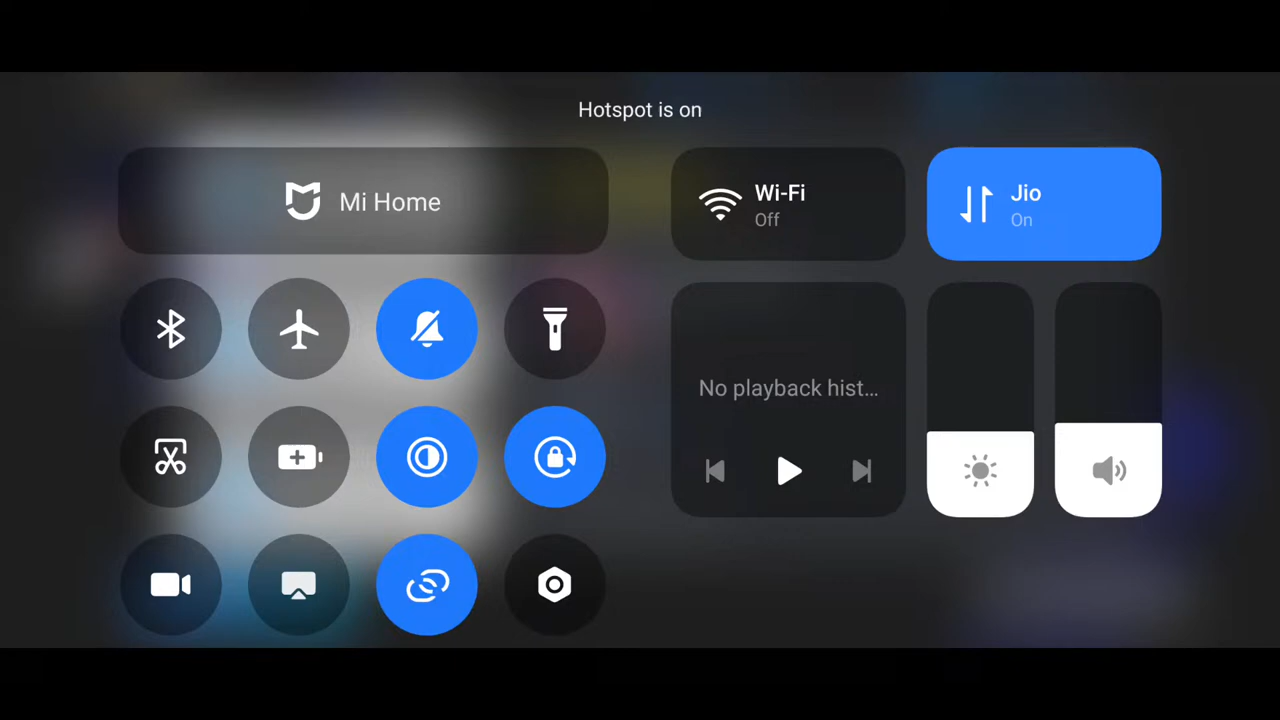 Hotspot is on
Mi Home
Wi-Fi
Off
Jio
On
No playback hist...